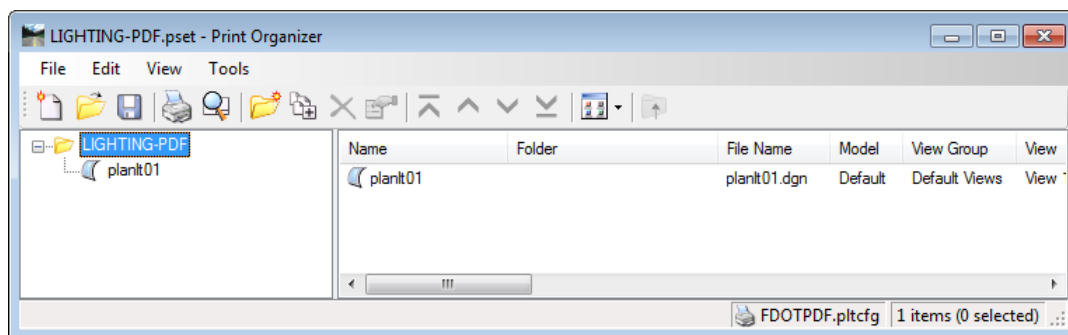 LIGHTING-PDF.pset - Print Organizer
File Edit View Tools
LIGHTING-PDF
planlt01
Name Folder File Name Model View Group View
planlt01 planlt01.dgn Default Default Views View
FDOTPDF.pltcfg 1 items (0 selected)